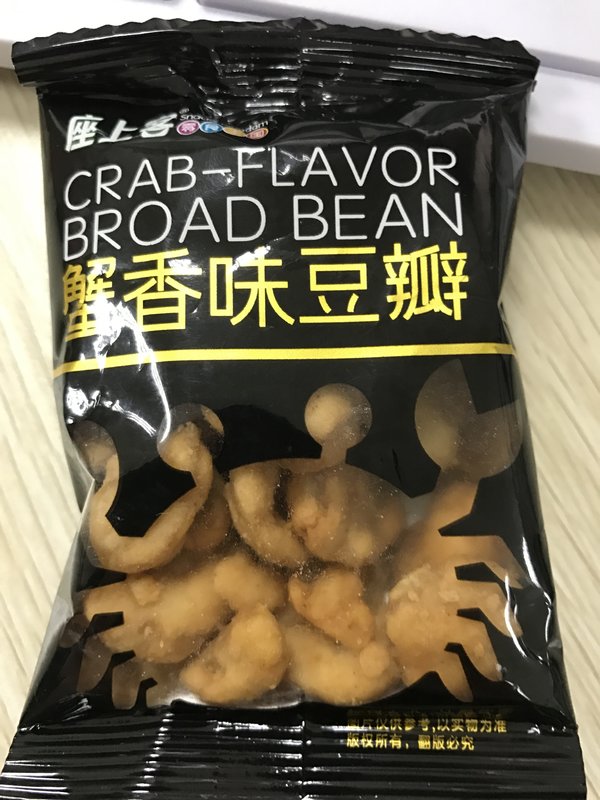 座上客
CRAB-FLAVOR
BROAD BEAN
蟹香味豆瓣
图片仅供参考,以实物为准
版权所有，翻版必究